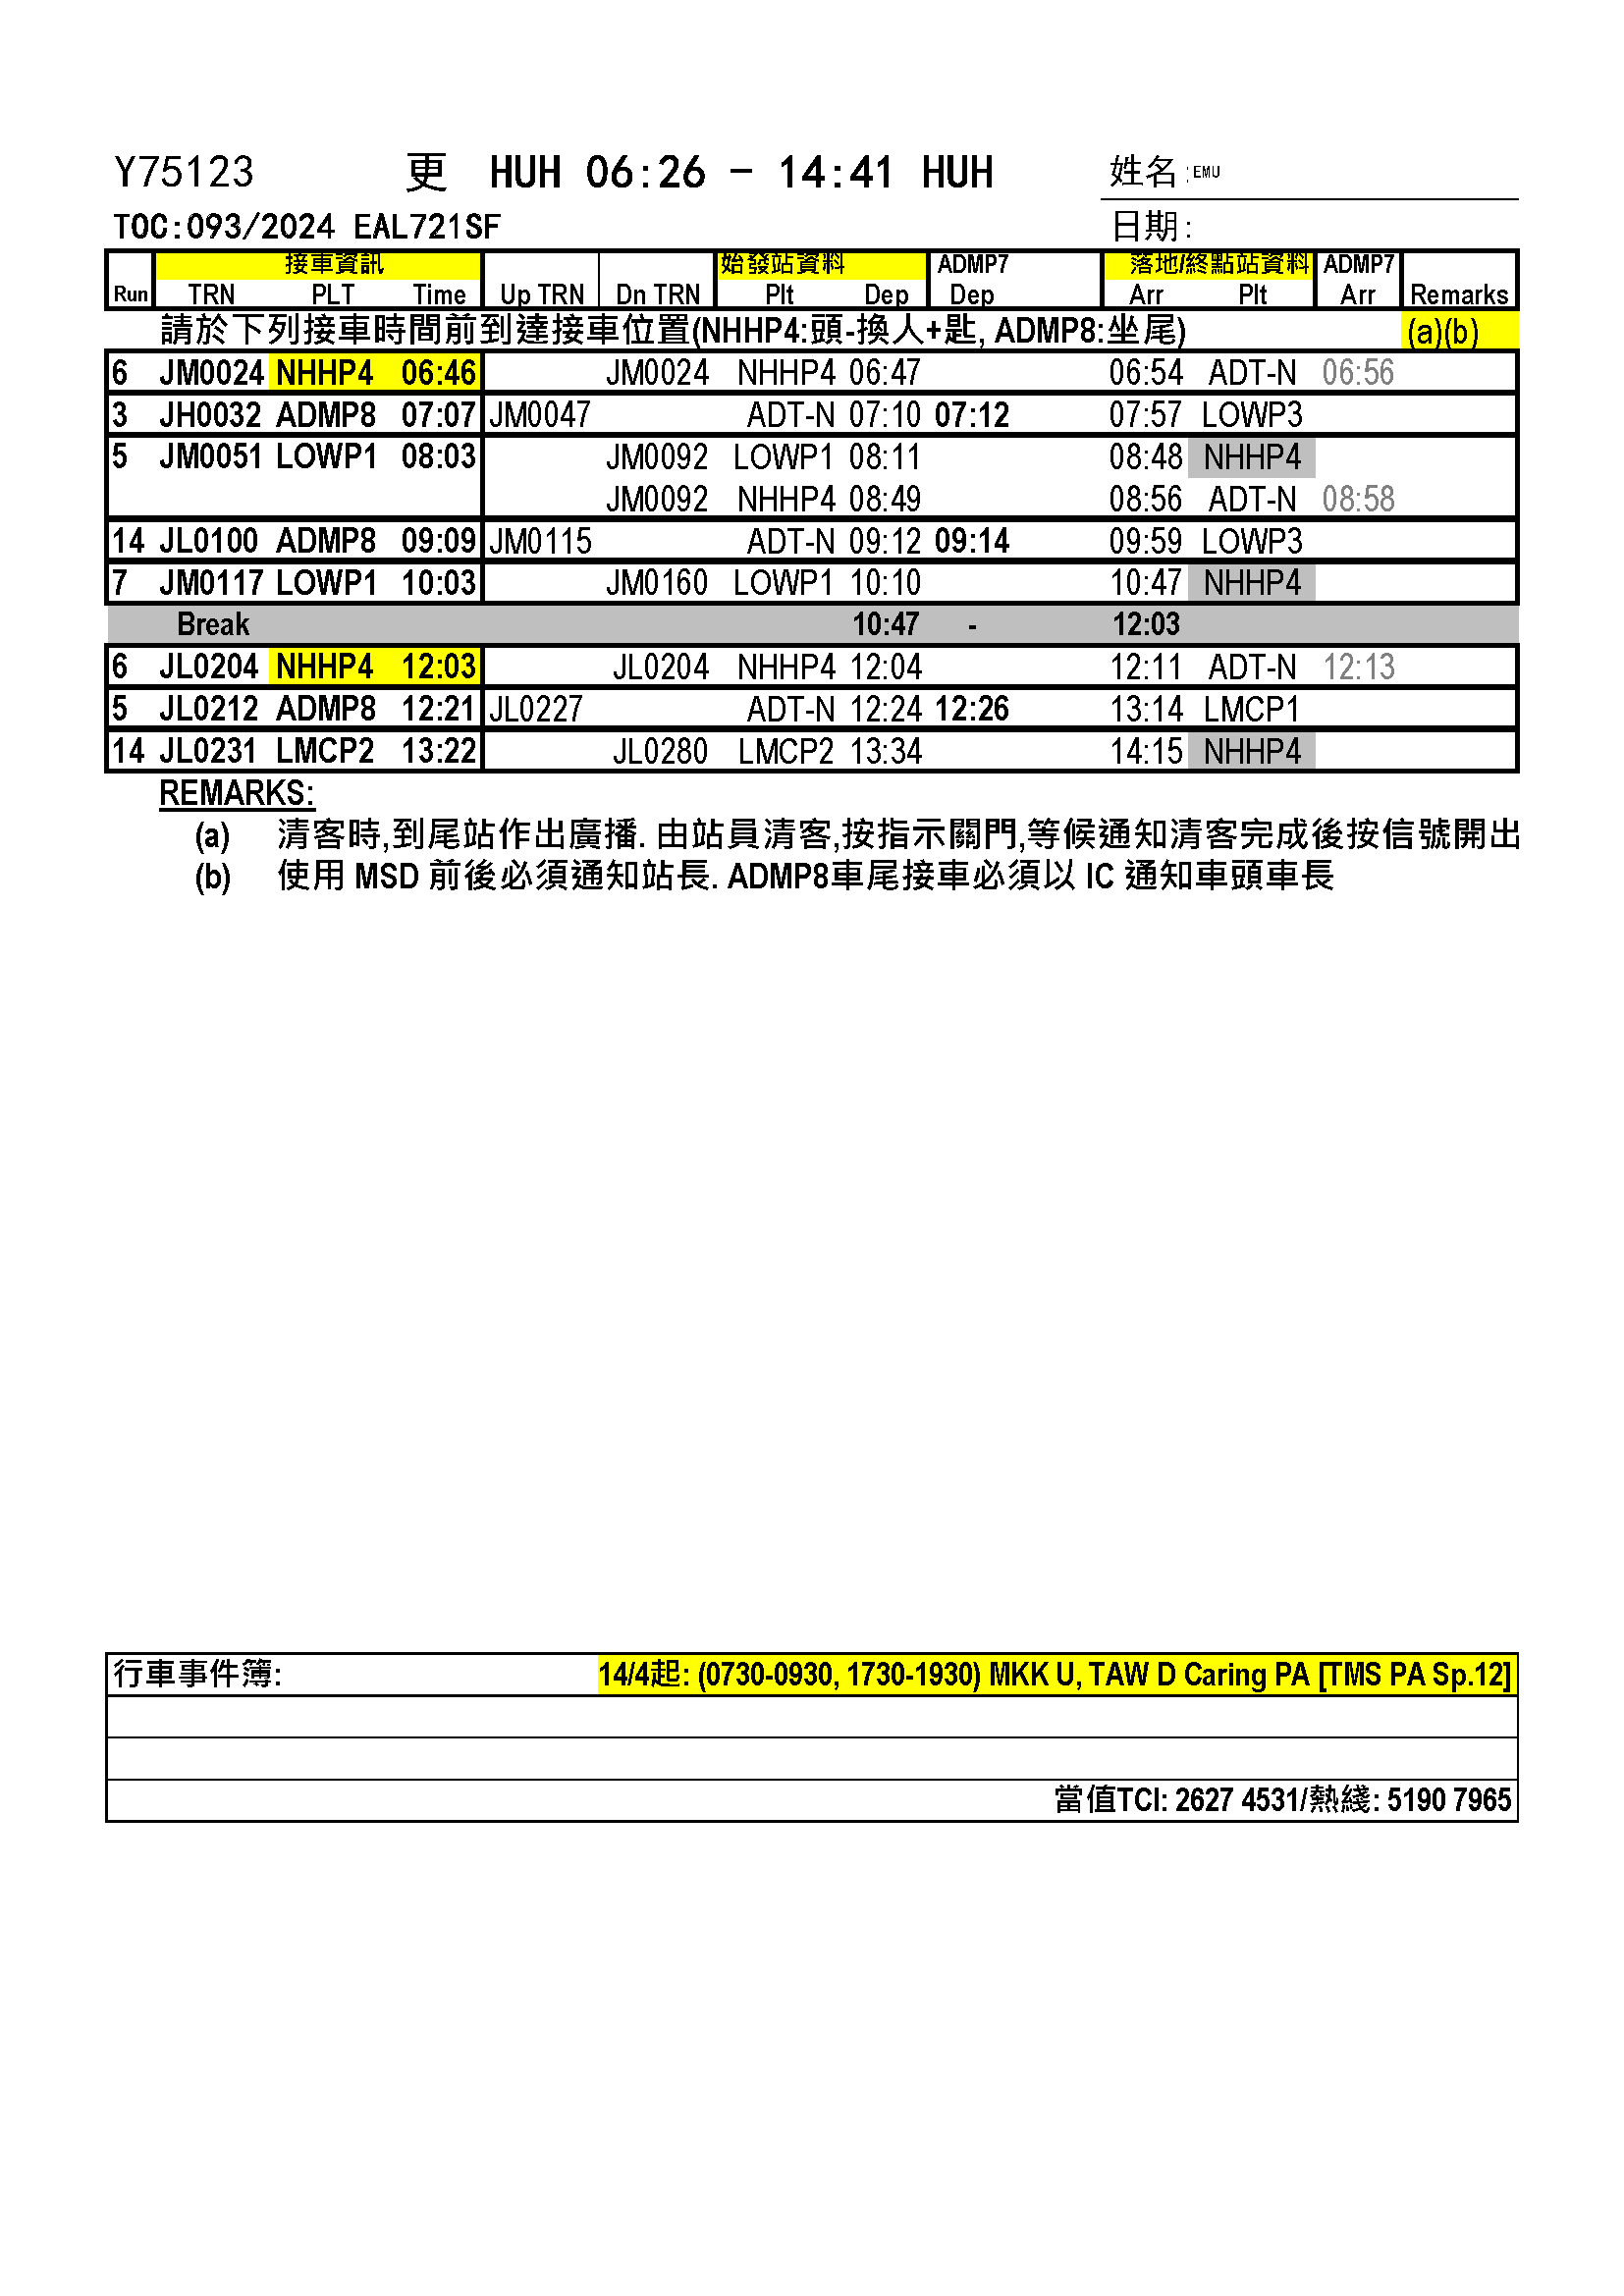 Y75123 更 HUH 06:26 - 14:41 HUH 姓名:EMU
TOC:093/2024 EAL721SF 日期:
接車資訊 始發站資料 ADMP7 落地/終點站資料 ADMP7
Run TRN PLT Time Up TRN Dn TRN Plt Dep Dep Arr Plt Arr Remarks
請於下列接車時間前到達接車位置(NHHP4:頭-換人+匙, ADMP8:坐尾) (a)(b)
6 JM0024 NHHP4 06:46 JM0024 NHHP4 06:47 06:54 ADT-N 06:56
3 JH0032 ADMP8 07:07 JM0047 ADT-N 07:10 07:12 07:57 LOWP3
5 JM0051 LOWP1 08:03 JM0092 LOWP1 08:11 08:48 NHHP4
JM0092 NHHP4 08:49 08:56 ADT-N 08:58
14 JL0100 ADMP8 09:09 JM0115 ADT-N 09:12 09:14 09:59 LOWP3
7 JM0117 LOWP1 10:03 JM0160 LOWP1 10:10 10:47 NHHP4
Break 10:47 - 12:03
6 JL0204 NHHP4 12:03 JL0204 NHHP4 12:04 12:11 ADT-N 12:13
5 JL0212 ADMP8 12:21 JL0227 ADT-N 12:24 12:26 13:14 LMCP1
14 JL0231 LMCP2 13:22 JL0280 LMCP2 13:34 14:15 NHHP4
REMARKS:
(a) 清客時,到尾站作出廣播. 由站員清客,按指示關門,等候通知清客完成後按信號開出
(b) 使用 MSD 前後必須通知站長. ADMP8車尾接車必須以 IC 通知車頭車長
行車事件簿: 14/4起: (0730-0930, 1730-1930) MKK U, TAW D Caring PA [TMS PA Sp.12]
當值TCI: 2627 4531/熱綫: 5190 7965